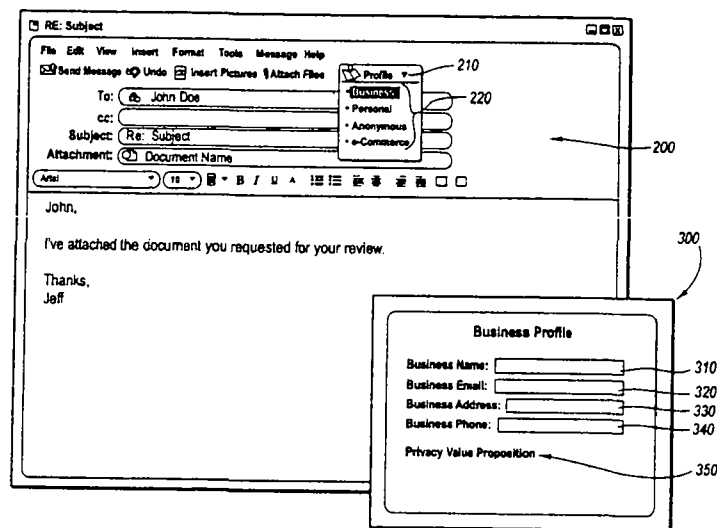 RE: Subject
File Edit View Insert Format Tools Message Help
Send Message Undo Insert Pictures Attach Files Profile 210
To: John Doe
• Business
220
cc:
• Personal
Subject: Re: Subject
• Anonymous
200
Attachment: Document Name
• e-Commerce
Arial 10 B I U A
John,
I've attached the document you requested for your review.
Thanks,
Jeff
300
Business Profile
Business Name: 310
Business Email: 320
Business Address: 330
Business Phone: 340
Privacy Value Proposition 350